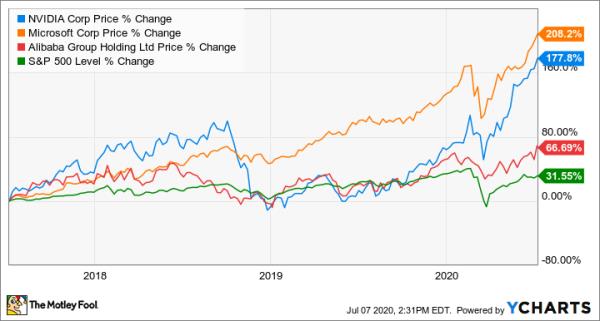 NVIDIA Corp Price % Change
Microsoft Corp Price % Change
Alibaba Group Holding Ltd Price % Change
S&P 500 Level % Change
208.2%
177.8%
160.0%
80.00%
66.69%
31.55%
0.00%
-80.00%
2018 2019 2020
The Motley Fool.
Jul 07 2020, 2:31PM EDT. Powered by YCHARTS